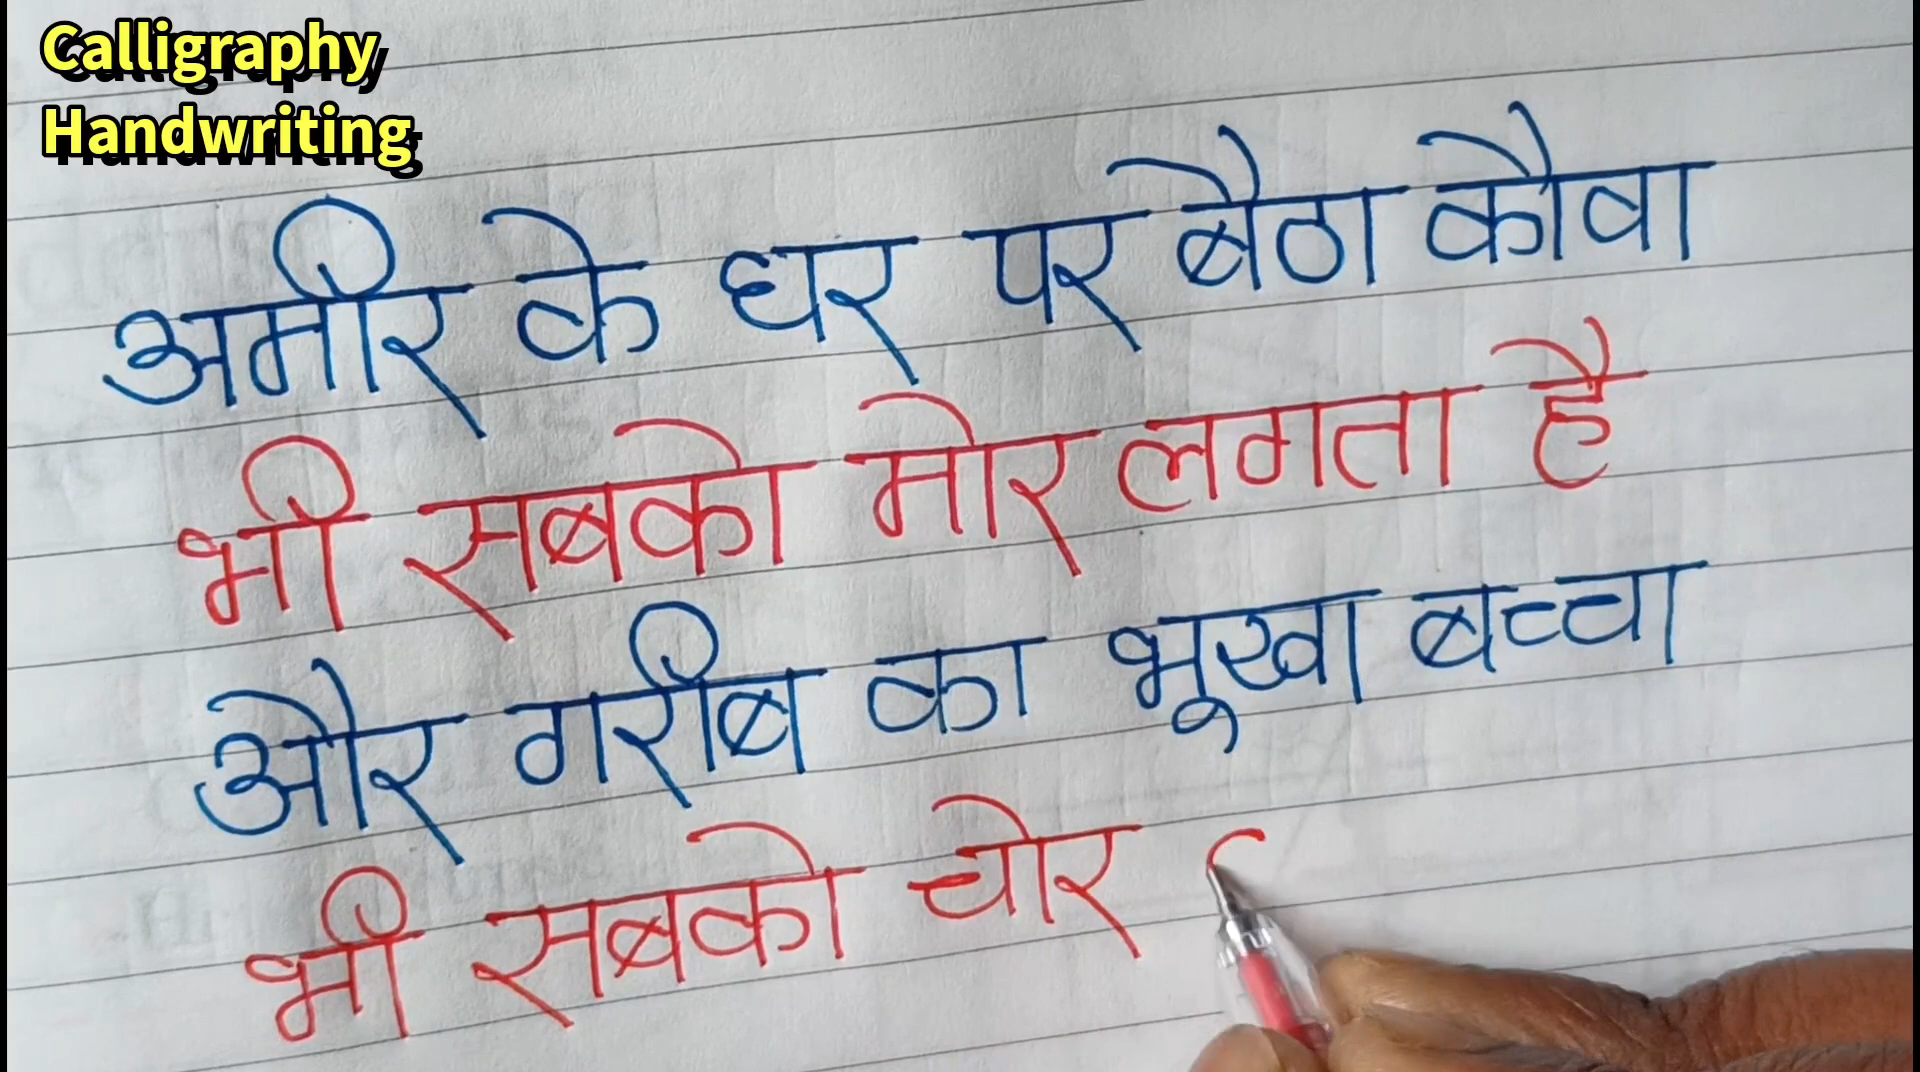 Calligraphy
Handwriting
अमीर के घर पर बैठा कौवा
भी सबको मोर लगता है
और गरीब का भूखा बच्चा
भी सबको चोर